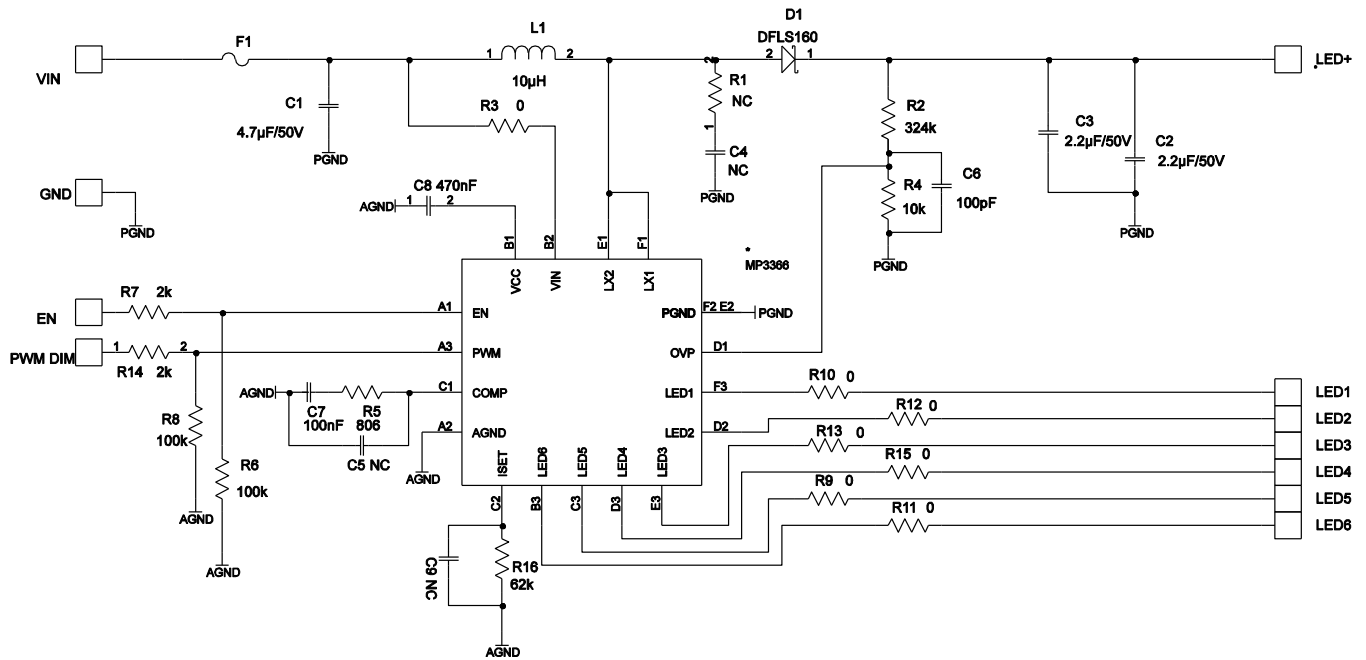 D1
DFLS160
L1
F1
1
2
2
1
VIN
LED+
10µH
2
R1
NC
C1
4.7µF/50V
R3 0
R2
324k
C3
2.2µF/50V
C2
2.2µF/50V
1
C4
NC
PGND
PGND
GND
PGND
C8 470nF
AGND
1
2
R4
10k
C6
100pF
PGND
PGND
B1
B2
E1
F1
*
MP3366
VCC
VIN
LX2
LX1
EN
R7 2k
A1
EN
PGND
F2 E2
PGND
PWM DIM
1
2
R14 2k
A3
PWM
OVP
D1
AGND
C7
100nF
R5
806
C1
COMP
LED1
F3
R10 0
LED1
R8
100k
C5 NC
A2
AGND
LED2
D2
R12 0
LED2
R13 0
LED3
AGND
ISET
LED6
LED5
LED4
LED3
R15 0
LED4
R6
100k
C2
B3
C3
D3
E3
R9 0
LED5
R11 0
LED6
AGND
AGND
C9 NC
R16
62k
AGND